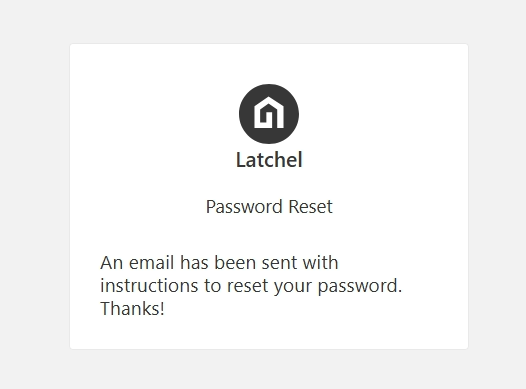 Latchel
Password Reset
An email has been sent with
instructions to reset your password.
Thanks!